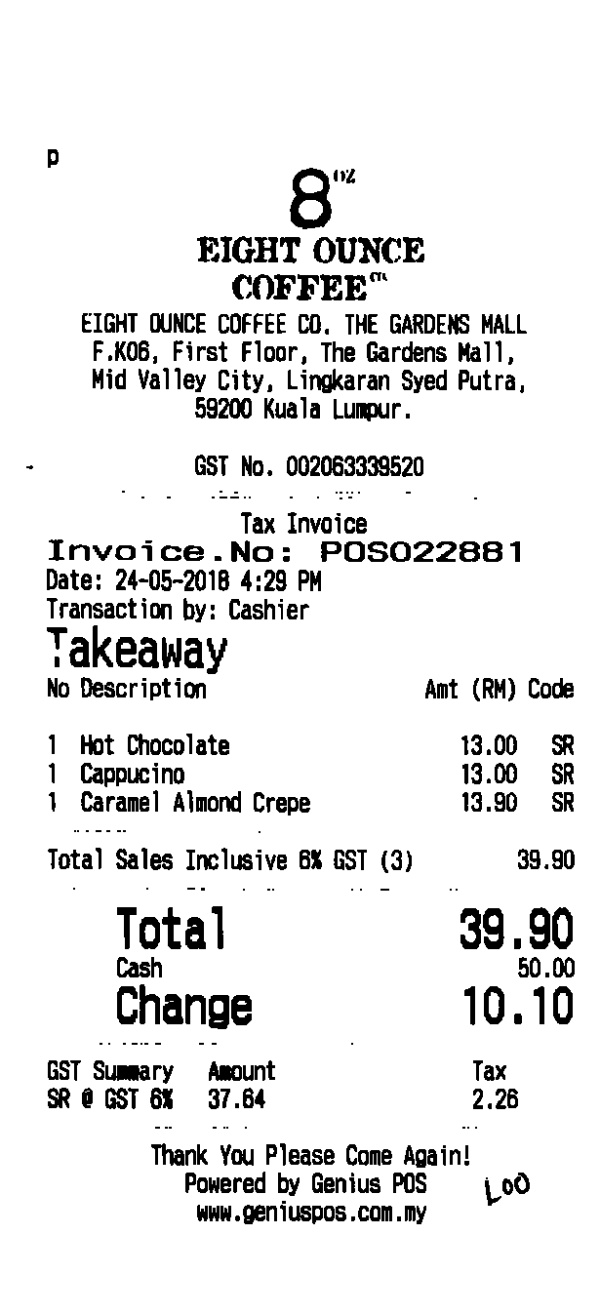 p
8 oz
EIGHT OUNCE
COFFEE
EIGHT OUNCE COFFEE CO. THE GARDENS MALL
F.K06, First Floor, The Gardens Mall,
Mid Valley City, Lingkaran Syed Putra,
59200 Kuala Lumpur.
GST No. 002063339520
Tax Invoice
Invoice.No: POS022881
Date: 24-05-2018 4:29 PM
Transaction by: Cashier
Takeaway
No Description Amt (RM) Code
1 Hot Chocolate 13.00 SR
1 Cappucino 13.00 SR
1 Caramel Almond Crepe 13.90 SR
Total Sales Inclusive 6% GST (3) 39.90
Total 39.90
Cash 50.00
Change 10.10
GST Summary Amount Tax
SR @ GST 6% 37.64 2.26
Thank You Please Come Again!
Powered by Genius POS
www.geniuspos.com.my